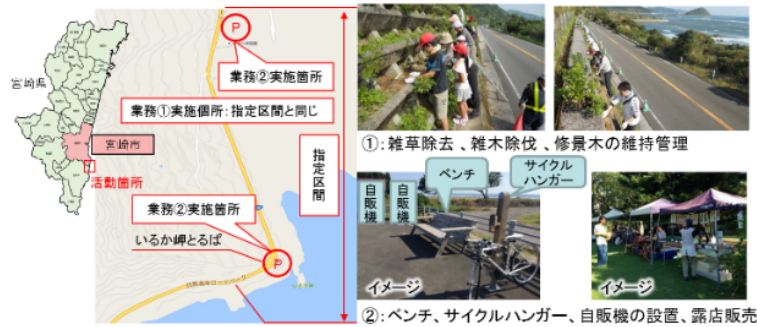 宮崎県
宮崎市
活動箇所
P
業務②実施箇所
業務①実施個所:指定区間と同じ
指定区間
業務②実施箇所
いるか岬とるぱ
P
①:雑草除去、雑木除伐、修景木の維持管理
自販機
自販機
ベンチ
サイクルハンガー
イメージ
イメージ
②:ベンチ、サイクルハンガー、自販機の設置、露店販売